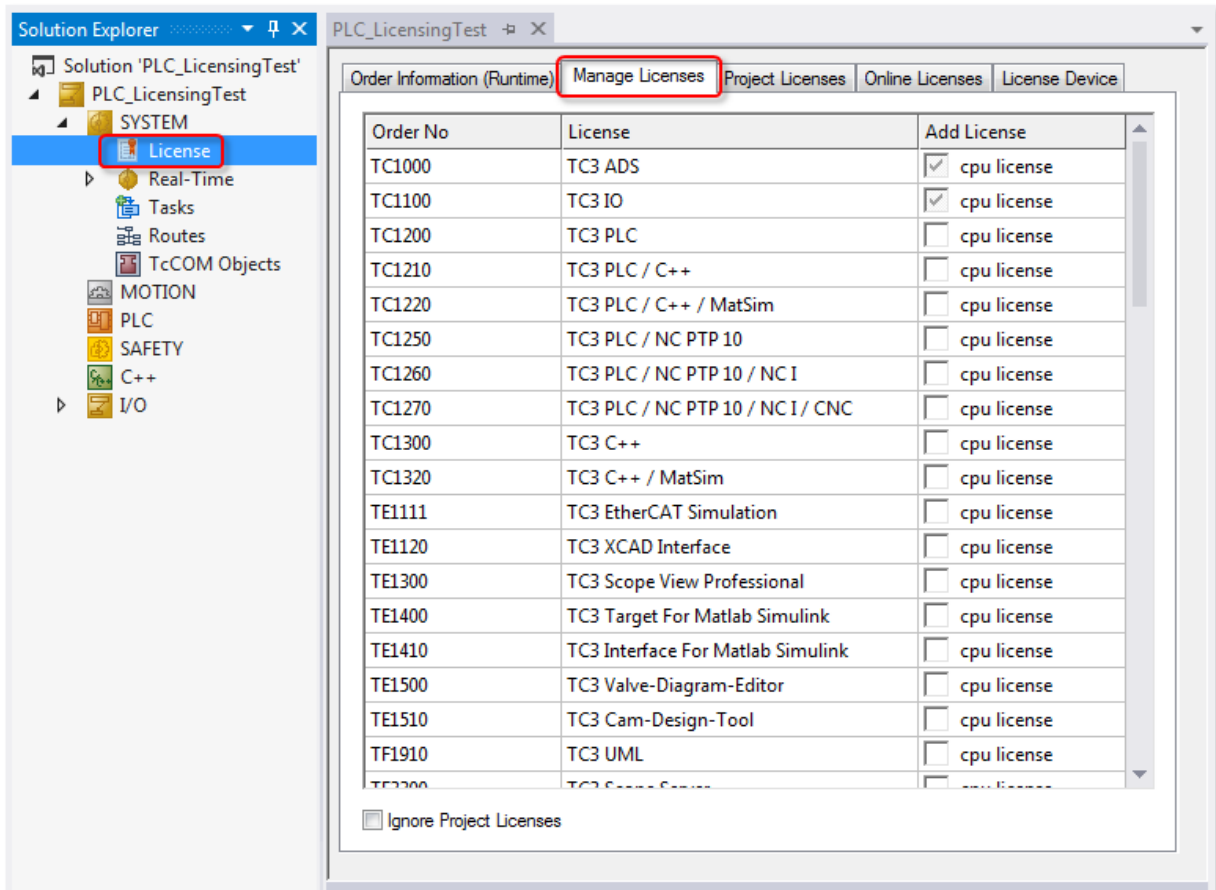 Solution Explorer
Solution 'PLC_LicensingTest'
PLC_LicensingTest
SYSTEM
License
Real-Time
Tasks
Routes
TcCOM Objects
MOTION
PLC
SAFETY
C++
I/O
PLC_LicensingTest
Order Information (Runtime) Manage Licenses Project Licenses Online Licenses License Device
Order No License Add License
TC1000 TC3 ADS cpu license
TC1100 TC3 IO cpu license
TC1200 TC3 PLC cpu license
TC1210 TC3 PLC / C++ cpu license
TC1220 TC3 PLC / C++ / MatSim cpu license
TC1250 TC3 PLC / NC PTP 10 cpu license
TC1260 TC3 PLC / NC PTP 10 / NC I cpu license
TC1270 TC3 PLC / NC PTP 10 / NC I / CNC cpu license
TC1300 TC3 C++ cpu license
TC1320 TC3 C++ / MatSim cpu license
TE1111 TC3 EtherCAT Simulation cpu license
TE1120 TC3 XCAD Interface cpu license
TE1300 TC3 Scope View Professional cpu license
TE1400 TC3 Target For Matlab Simulink cpu license
TE1410 TC3 Interface For Matlab Simulink cpu license
TE1500 TC3 Valve-Diagram-Editor cpu license
TE1510 TC3 Cam-Design-Tool cpu license
TF1910 TC3 UML cpu license
Ignore Project Licenses